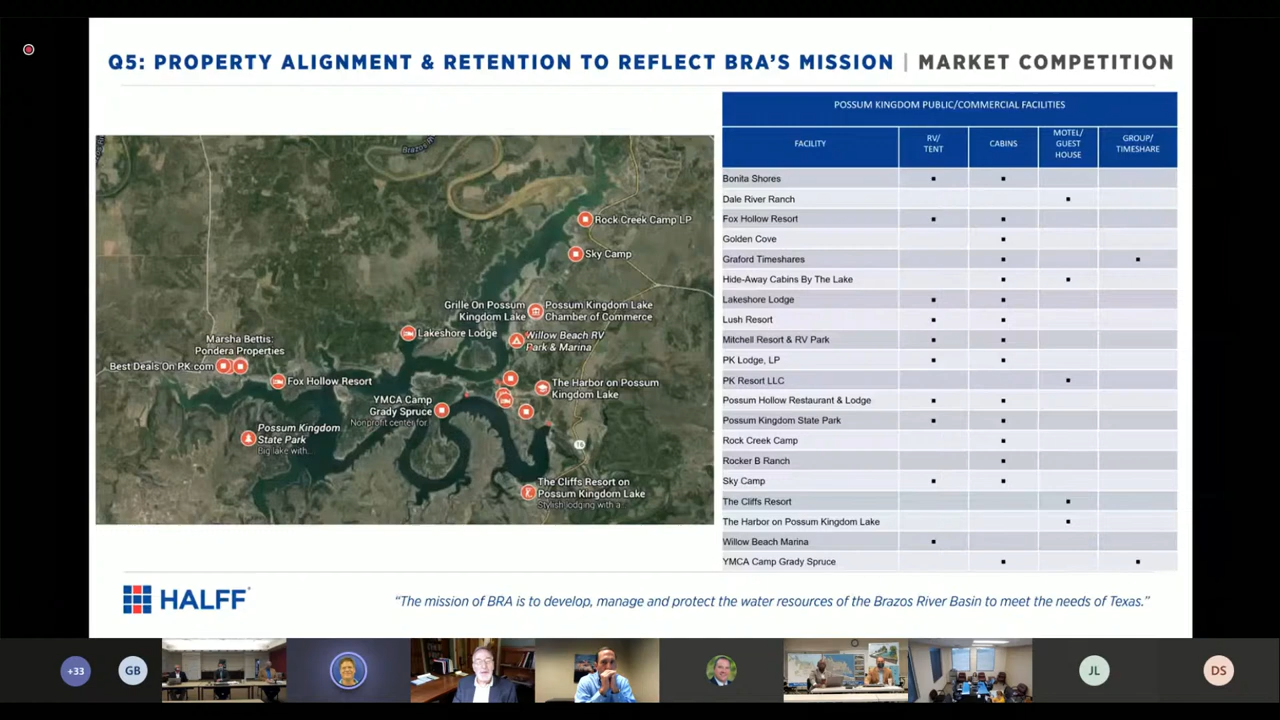 Q5: PROPERTY ALIGNMENT & RETENTION TO REFLECT BRA'S MISSION | MARKET COMPETITION
Brazos Ri
Rock Creek Camp LP
Sky Camp
Grille On Possum
Kingdom Lake
Possum Kingdom Lake
Chamber of Commerce
Lakeshore Lodge
Willow Beach RV
Park & Marina
Marsha Bettis:
Pondera Properties
Best Deals On PK.com
Fox Hollow Resort
The Harbor on Possum
Kingdom Lake
YMCA Camp
Grady Spruce
Nonprofit center for
Possum Kingdom
State Park
Big lake with...
16
The Cliffs Resort on
Possum Kingdom Lake
Stylish lodging with a
POSSUM KINGDOM PUBLIC/COMMERCIAL FACILITIES
FACILITY
RV/
TENT
CABINS
MOTEL/
GUEST
HOUSE
GROUP/
TIMESHARE
Bonita Shores
Dale River Ranch
Fox Hollow Resort
Golden Cove
Graford Timeshares
Hide-Away Cabins By The Lake
Lakeshore Lodge
Lush Resort
Mitchell Resort & RV Park
PK Lodge, LP
PK Resort LLC
Possum Hollow Restaurant & Lodge
Possum Kingdom State Park
Rock Creek Camp
Rocker B Ranch
Sky Camp
The Cliffs Resort
The Harbor on Possum Kingdom Lake
Willow Beach Marina
YMCA Camp Grady Spruce
HALFF
"The mission of BRA is to develop, manage and protect the water resources of the Brazos River Basin to meet the needs of Texas."
+33
GB
JL
DS